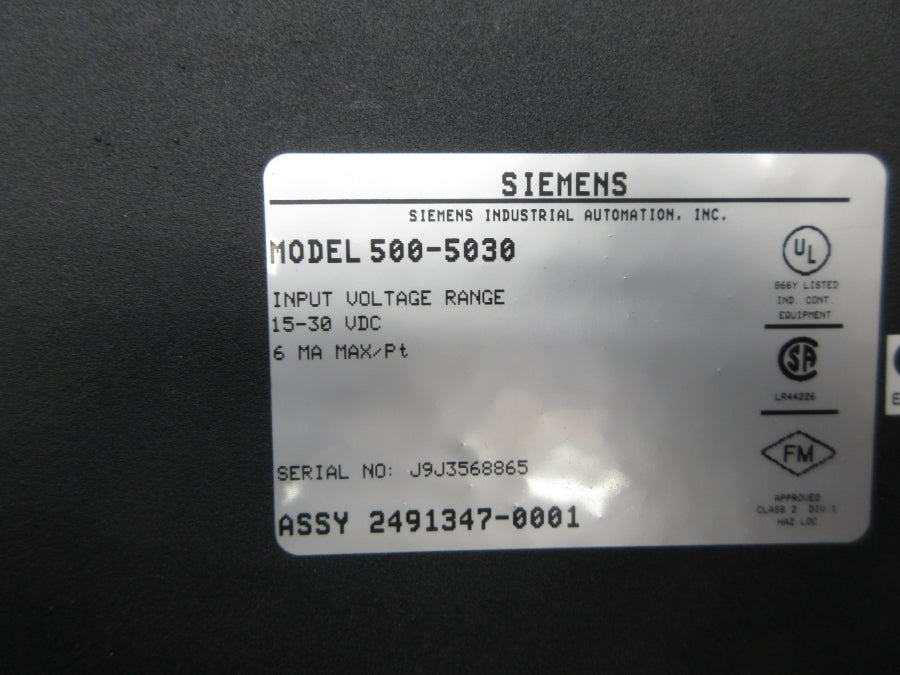 SIEMENS
SIEMENS INDUSTRIAL AUTOMATION, INC.
MODEL 500-5030
INPUT VOLTAGE RANGE
15-30 VDC
6 MA MAX/Pt
SERIAL NO: J9J3568865
ASSY 2491347-0001
UL
866Y LISTED
IND. CONT.
EQUIPMENT
SA
LR44226
FM
APPROVED
CLASS 2 DIV 1
HAZ LOC
E